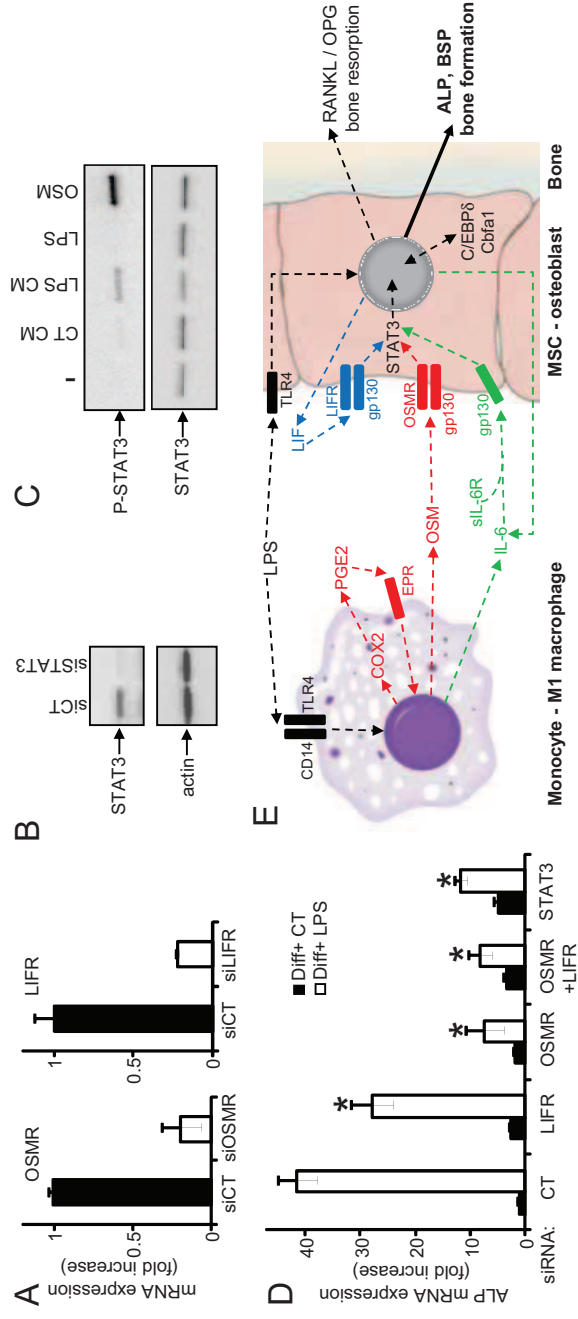 A
mRNA expression
(fold increase)
1
0.5
0
OSMR
siCT
siOSMR
1
0.5
0
LIFR
siCT
siLIFR
B
siCT
siSTAT3
STAT3
actin
C
-
CT CM
LPS CM
LPS
OSM
P-STAT3
STAT3
D
ALP mRNA expression
(fold increase)
40
30
20
10
0
Diff+ CT
Diff+ LPS
*
*
*
*
siRNA:
CT
LIFR
OSMR
OSMR
+LIFR
STAT3
E
LPS
CD14
TLR4
COX2
PGE2
EPR
OSM
IL-6
sIL-6R
TLR4
LIF
LIFR
gp130
OSMR
gp130
gp130
STAT3
C/EBPδ
Cbfa1
RANKL / OPG
bone resorption
ALP, BSP
bone formation
Monocyte - M1 macrophage
MSC - osteoblast
Bone